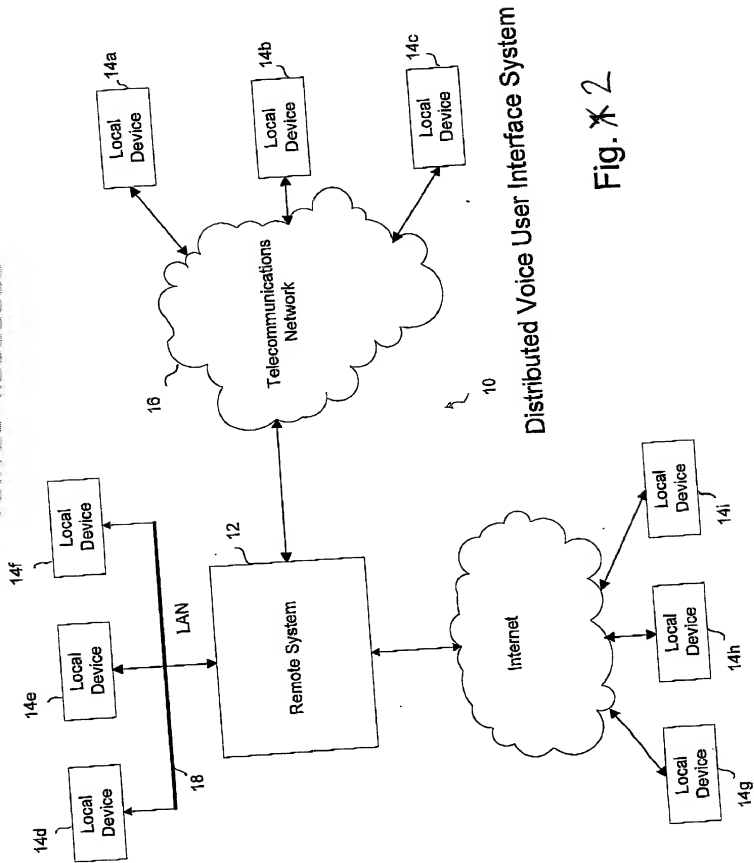 14d
Local
Device
14e
Local
Device
14f
Local
Device
18
LAN
12
Remote System
16
Telecommunications
Network
14a
Local
Device
14b
Local
Device
14c
Local
Device
10
Internet
Local
Device
14g
Local
Device
14h
Local
Device
14i
Distributed Voice User Interface System
Fig. 2